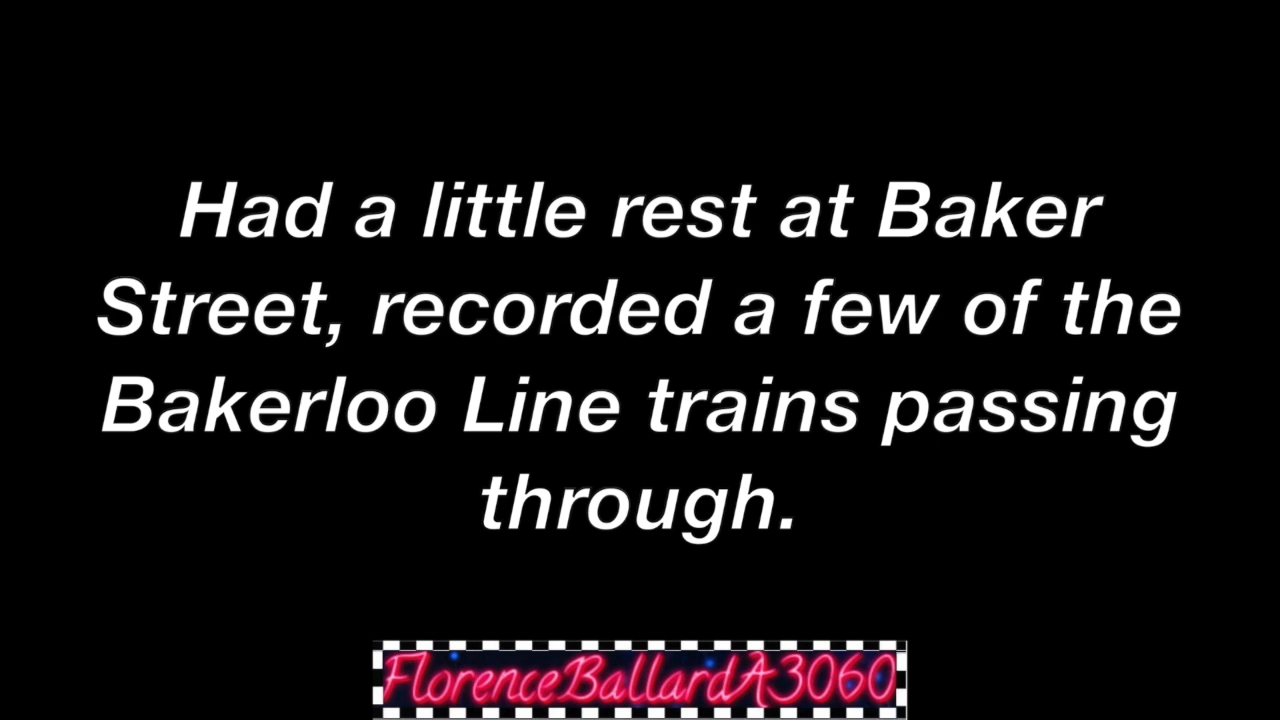 Had a little rest at Baker
Street, recorded a few of the
Bakerloo Line trains passing
through.
FlorenceBallardA3060